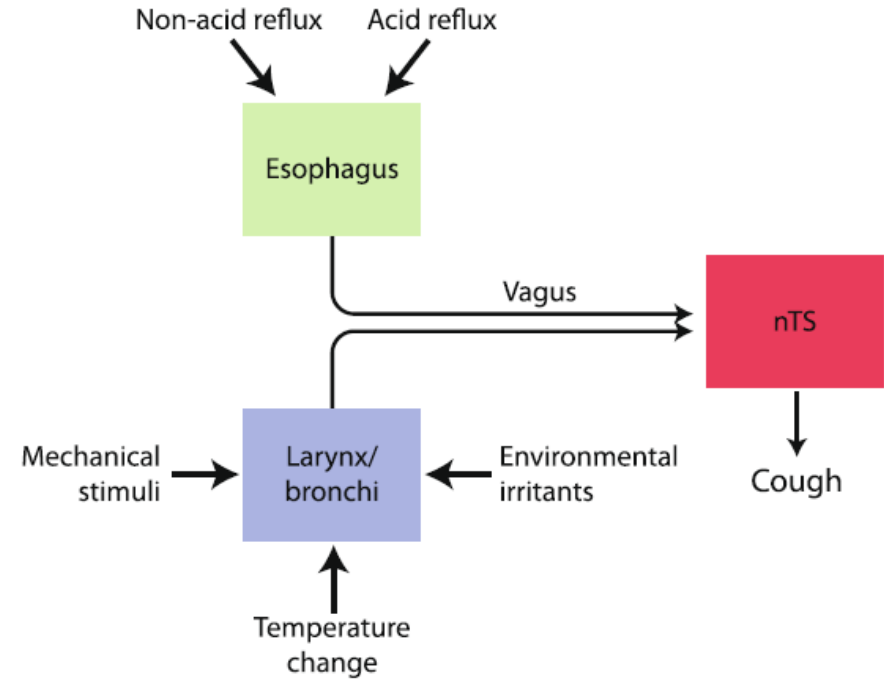 Non-acid reflux
Acid reflux
Esophagus
Vagus
nTS
Mechanical
stimuli
Larynx/
bronchi
Environmental
irritants
Cough
Temperature
change